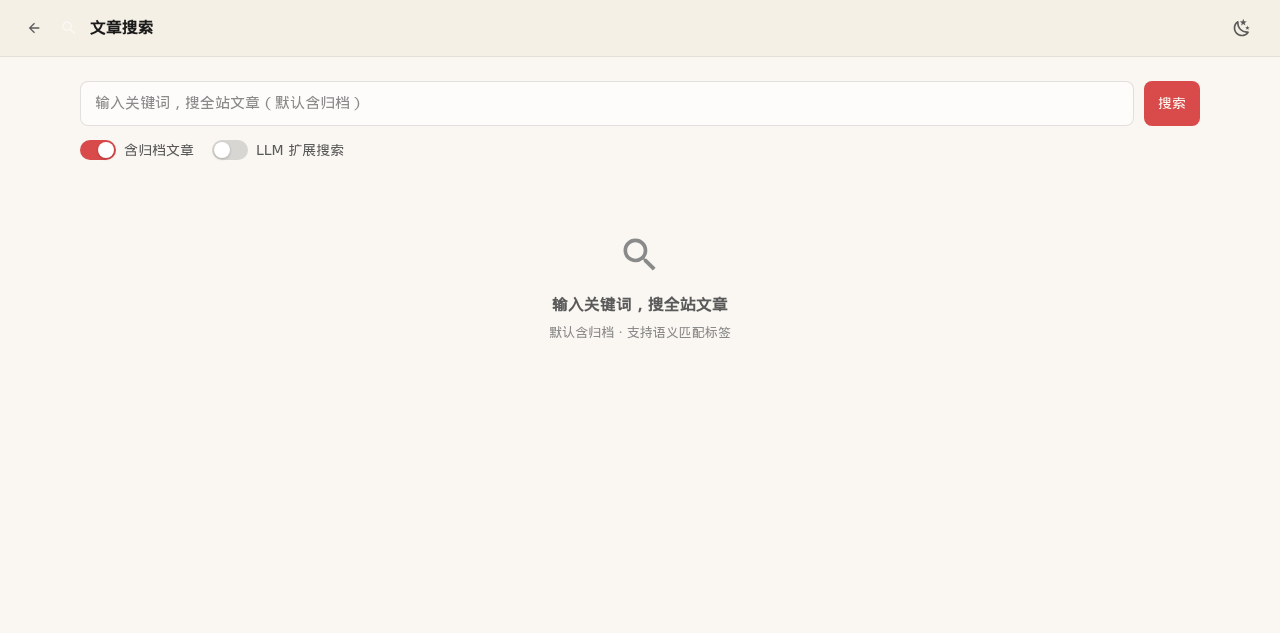 文章搜索
输入关键词，搜全站文章（默认含归档）
搜索
含归档文章
LLM 扩展搜索
输入关键词，搜全站文章
默认含归档 · 支持语义匹配标签